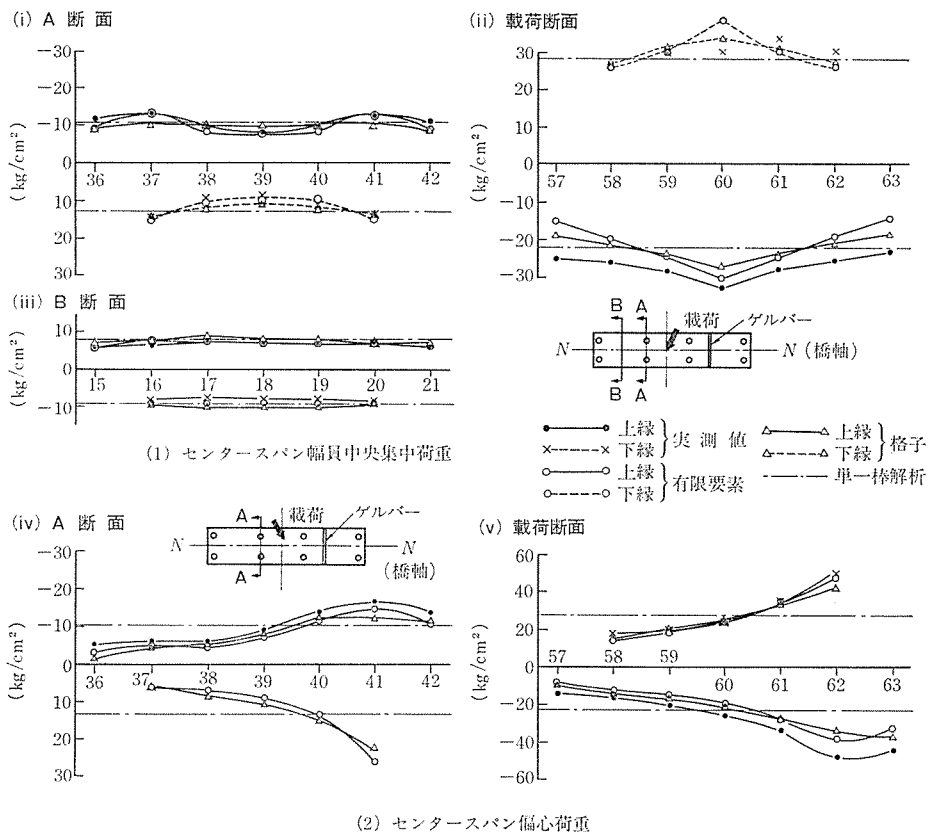 (i) A 断面
(kg/cm²)
−30
−20
−10
0
10
20
30
36 37 38 39 40 41 42
(ii) 載荷断面
(kg/cm²)
30
20
10
0
−10
−20
−30
57 58 59 60 61 62 63
(iii) B 断面
(kg/cm²)
10
0
−10
15 16 17 18 19 20 21
B A
載荷
ゲルバー
N
N (橋軸)
B A
上縁
下縁
実測値
上縁
下縁
有限要素
上縁
下縁
格子
単一棒解析
(1) センタースパン幅員中央集中荷重
(iv) A 断面
(kg/cm²)
−30
−20
−10
0
10
20
30
36 37 38 39 40 41 42
A
載荷
ゲルバー
N
N
(橋軸)
A
(v) 載荷断面
(kg/cm²)
60
40
20
0
−20
−40
−60
57 58 59 60 61 62 63
(2) センタースパン偏心荷重